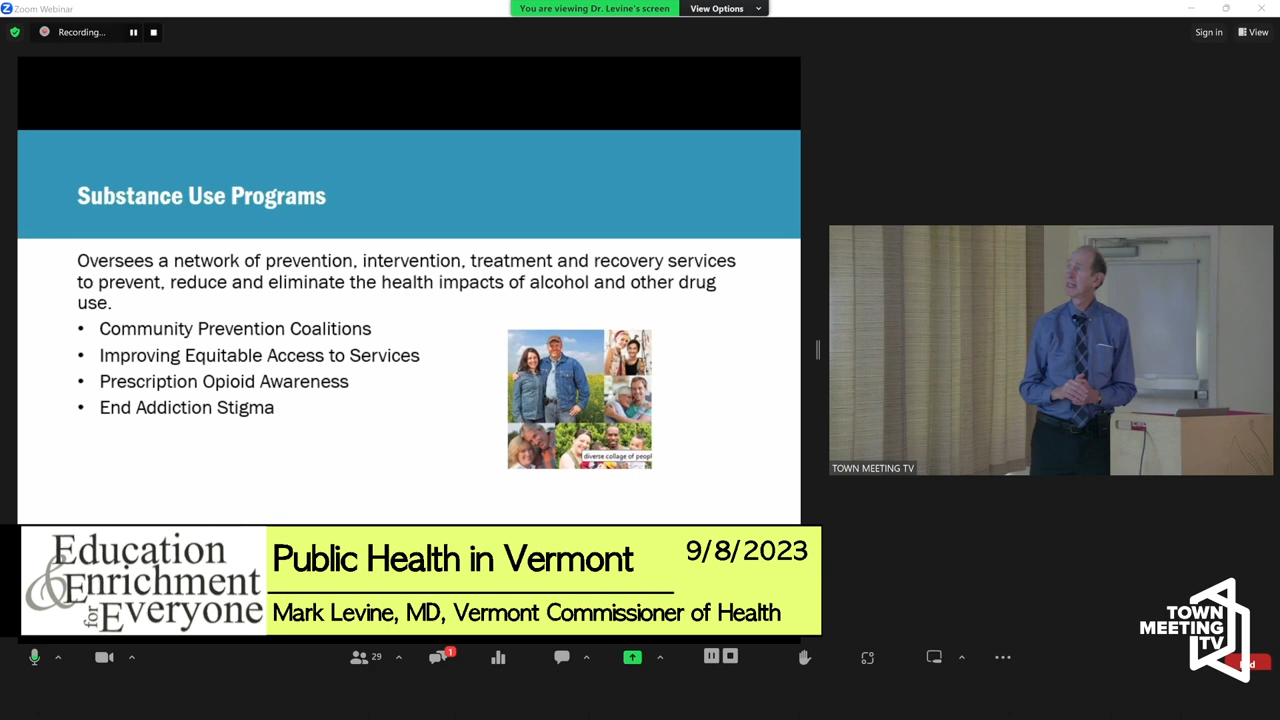 Zoom Webinar
You are viewing Dr. Levine's screen
View Options
Recording...
Sign in
View
Substance Use Programs
Oversees a network of prevention, intervention, treatment and recovery services
to prevent, reduce and eliminate the health impacts of alcohol and other drug
use.
• Community Prevention Coalitions
• Improving Equitable Access to Services
• Prescription Opioid Awareness
• End Addiction Stigma
diverse collage of peopl
TOWN MEETING TV
Education
& Enrichment
for Everyone
Public Health in Vermont
9/8/2023
Mark Levine, MD, Vermont Commissioner of Health
TOWN
MEETING
TV
29
1